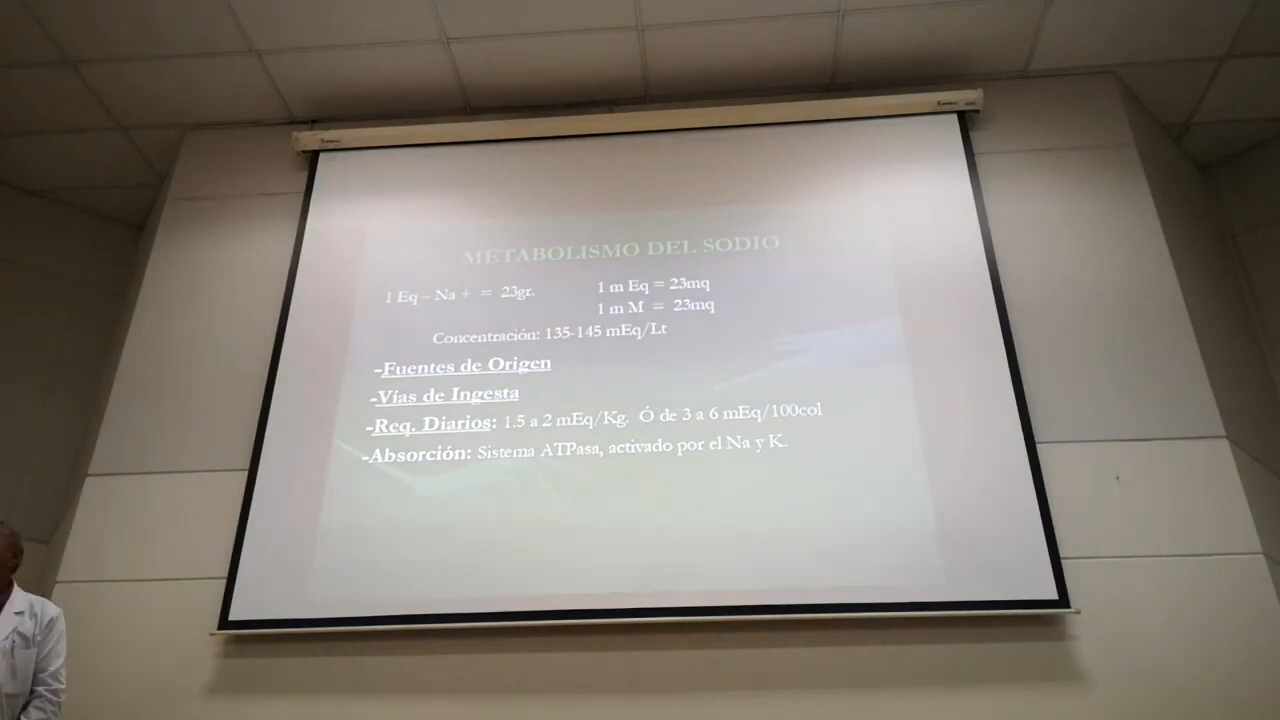 METABOLISMO DEL SODIO
1 Eq – Na + = 23gr.
1 m Eq = 23mq
1 m M = 23mq
Concentración: 135-145 mEq/Lt
-Fuentes de Origen
-Vías de Ingesta
-Req. Diarios: 1.5 a 2 mEq/Kg. Ó de 3 a 6 mEq/100col
-Absorción: Sistema ATPasa, activado por el Na y K.